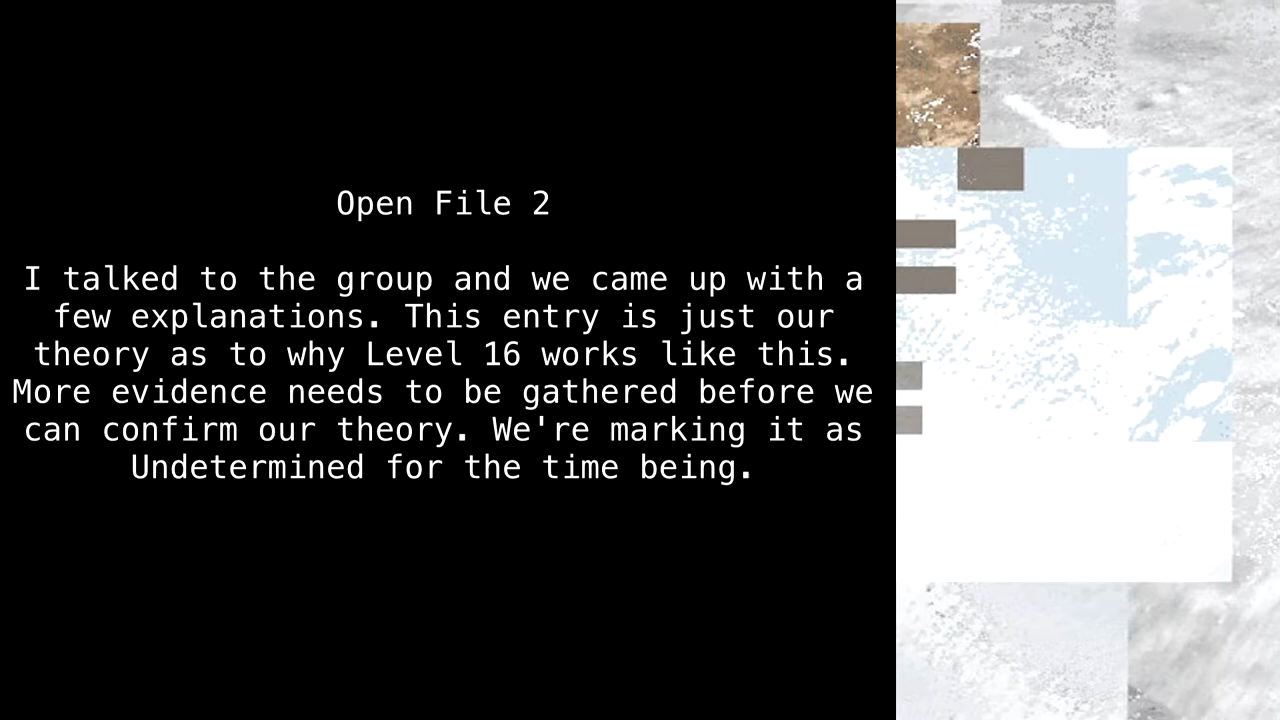 Open File 2
I talked to the group and we came up with a
few explanations. This entry is just our
theory as to why Level 16 works like this.
More evidence needs to be gathered before we
can confirm our theory. We're marking it as
Undetermined for the time being.